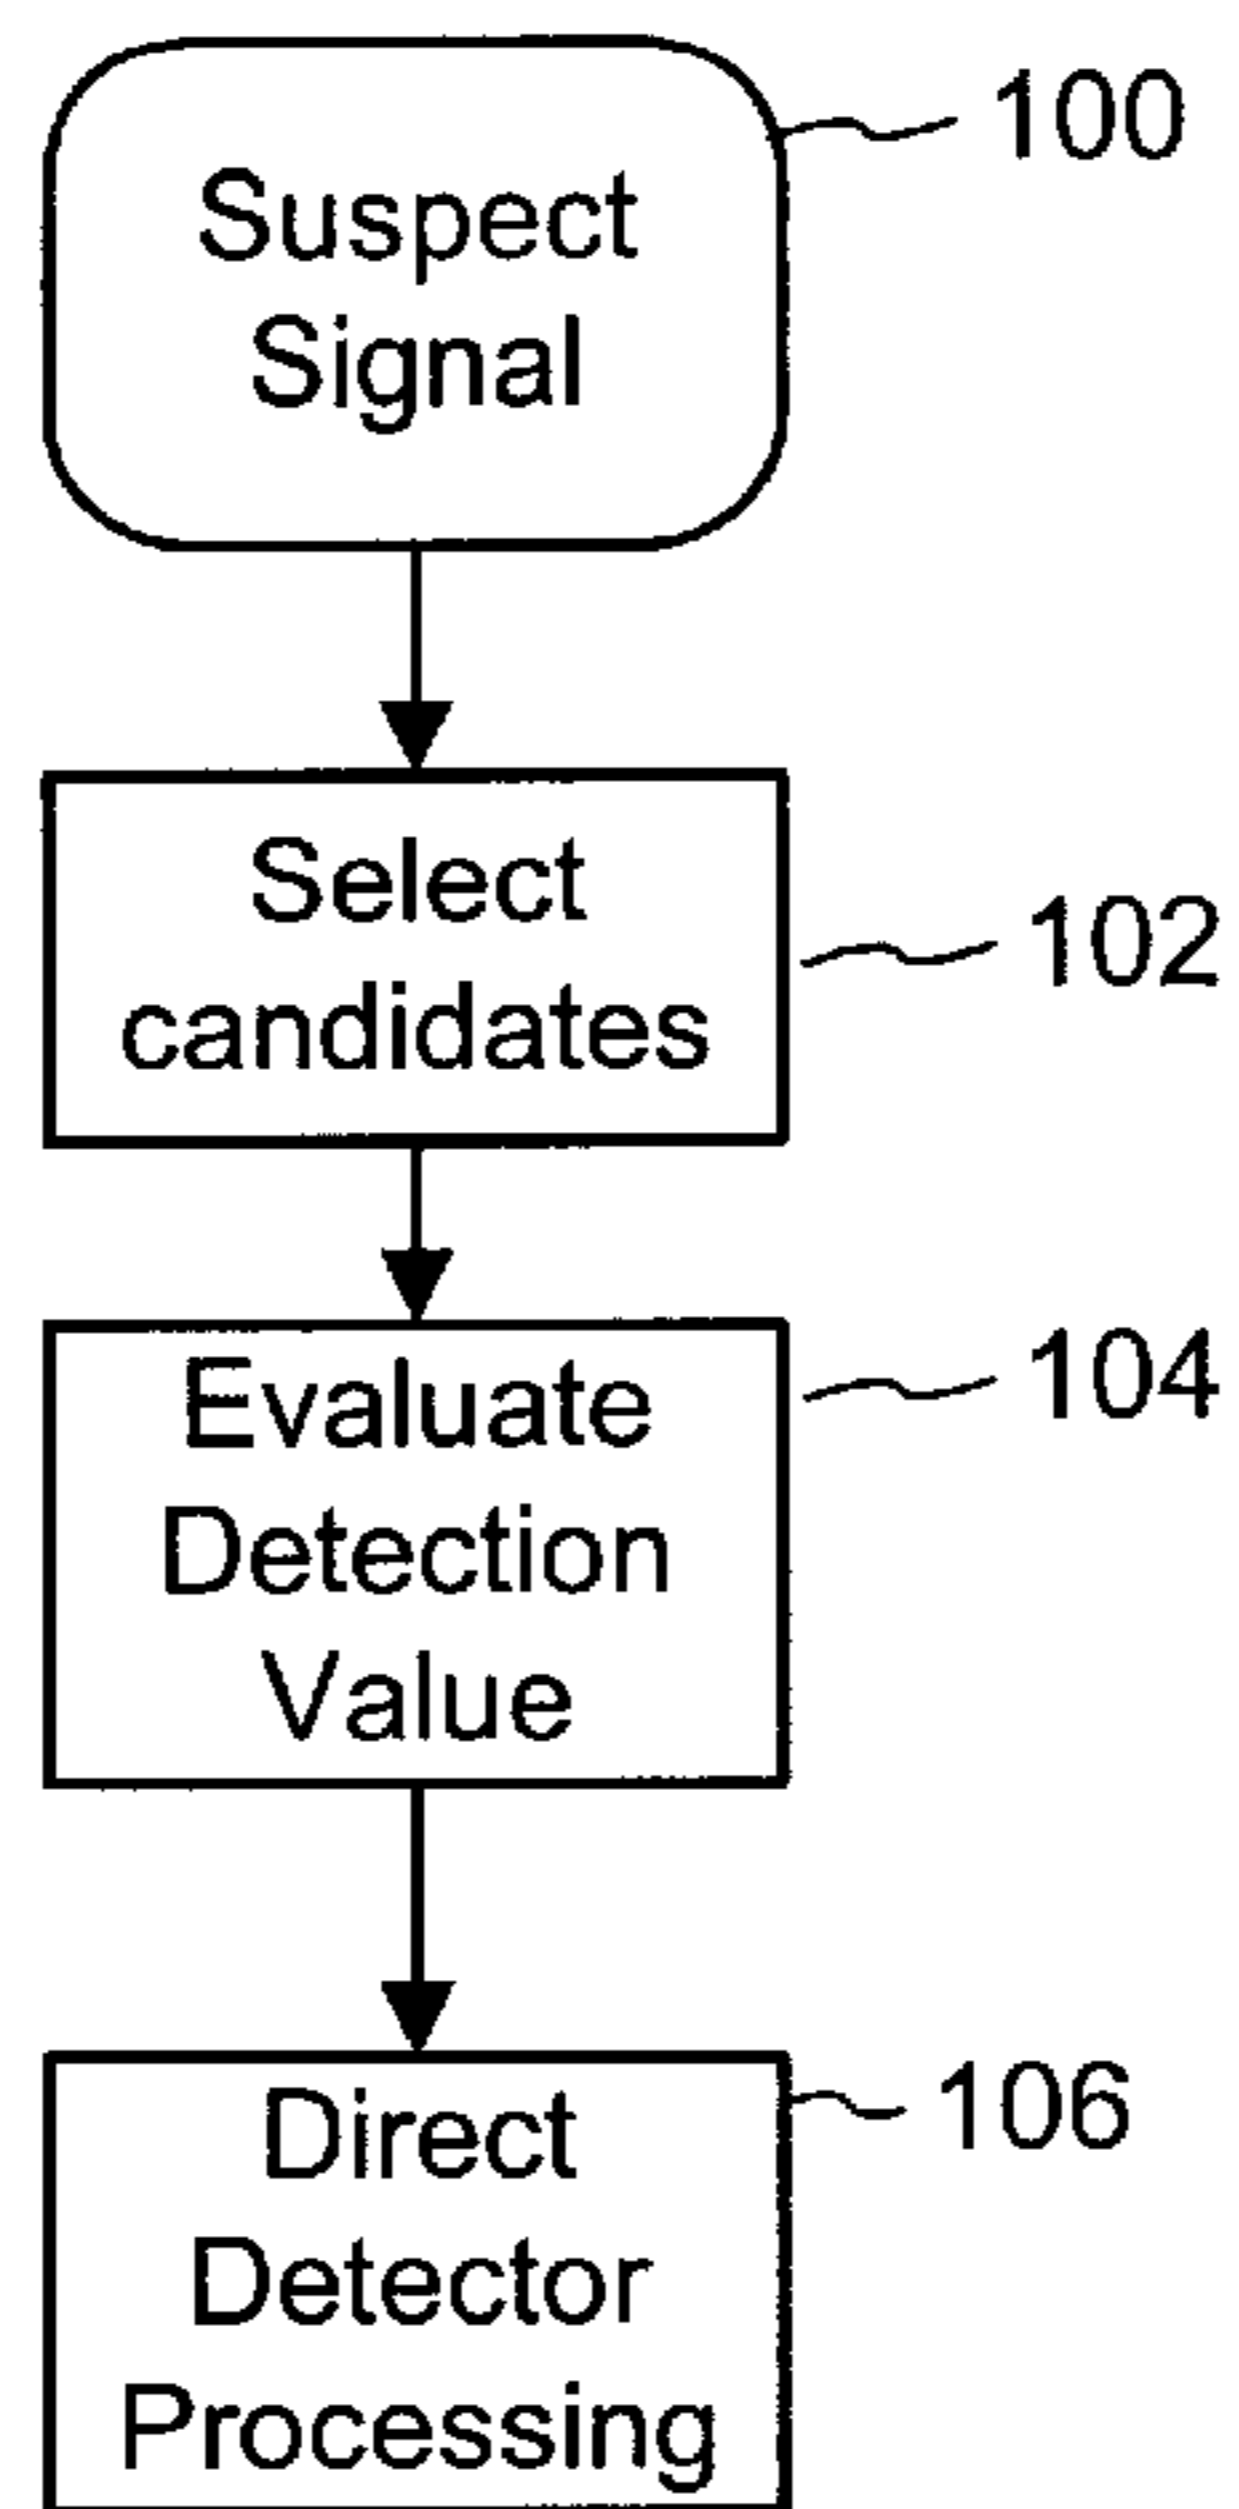 100
Suspect
Signal
Select
102
candidates
104
Evaluate
Detection
Value
106
Direct
Detector
Processing